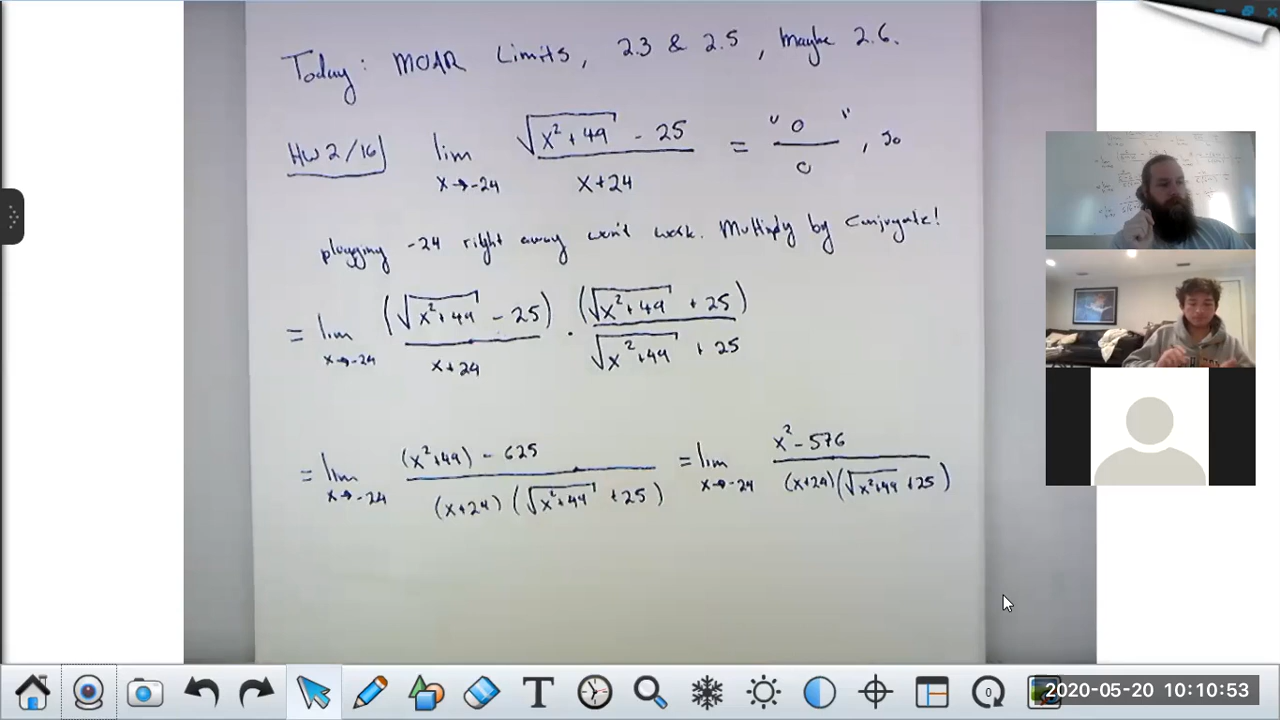 Today: MOAR Limits, 2.3 & 2.5, Maybe 2.6.
HW 2/16] lim x→-24 √(x²+49) - 25 / x+24 = "0/0", so
plugging -24 right away won't work. Multiply by Conjugate!
= lim x→-24 (√(x²+49) - 25) / x+24 · (√(x²+49) + 25) / √(x²+49) + 25
= lim x→-24 (x²+49) - 625 / (x+24)(√(x²+49) + 25) = lim x→-24 x² - 576 / (x+24)(√(x²+49) + 25)
T
0
2020-05-20 10:10:53